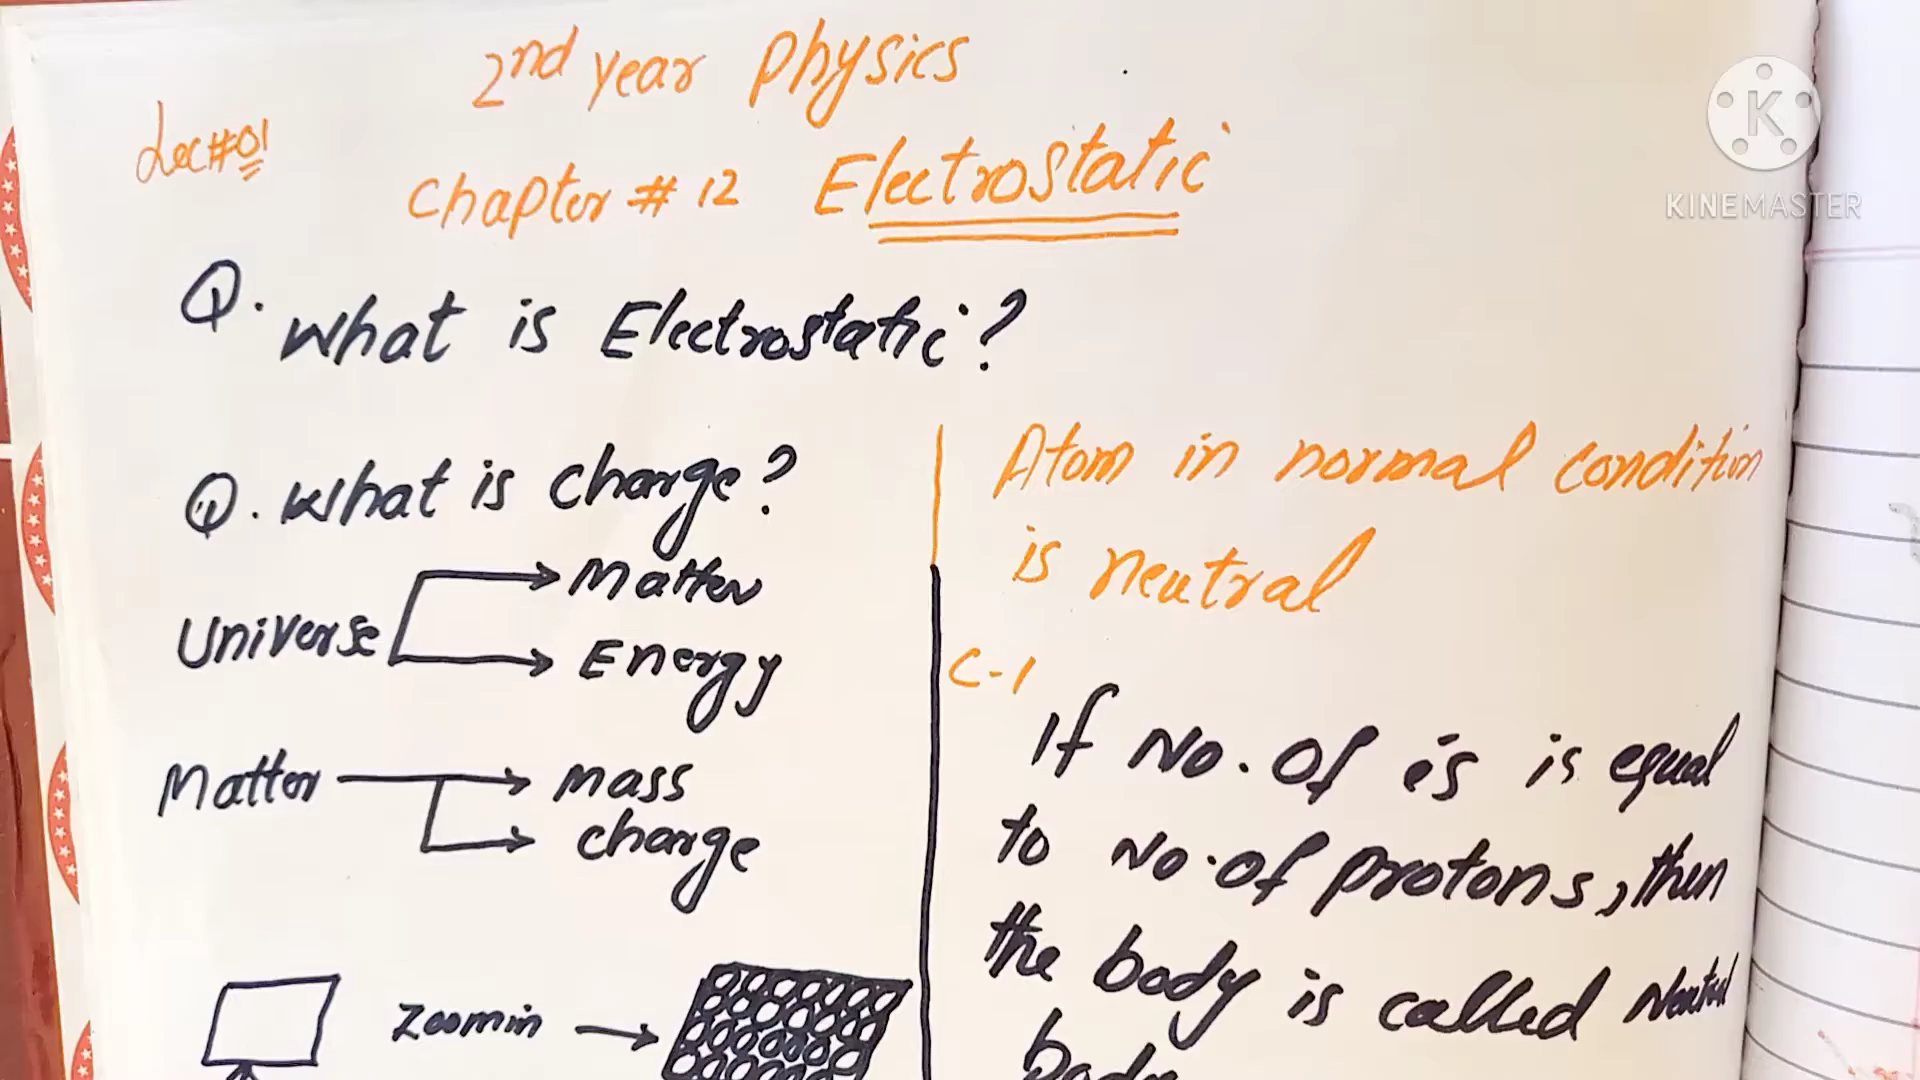 2nd year Physics
Lec#01
Chapter # 12 Electrostatic
K
KINEMASTER
Q. What is Electrostatic?
Q. What is charge?
Universe
Matter
Energy
Matter
mass
charge
Zoomin
Atom in normal condition
is neutral
C-1
If No. Of es is equal
to No. of protons, then
the body is called Neutral
body